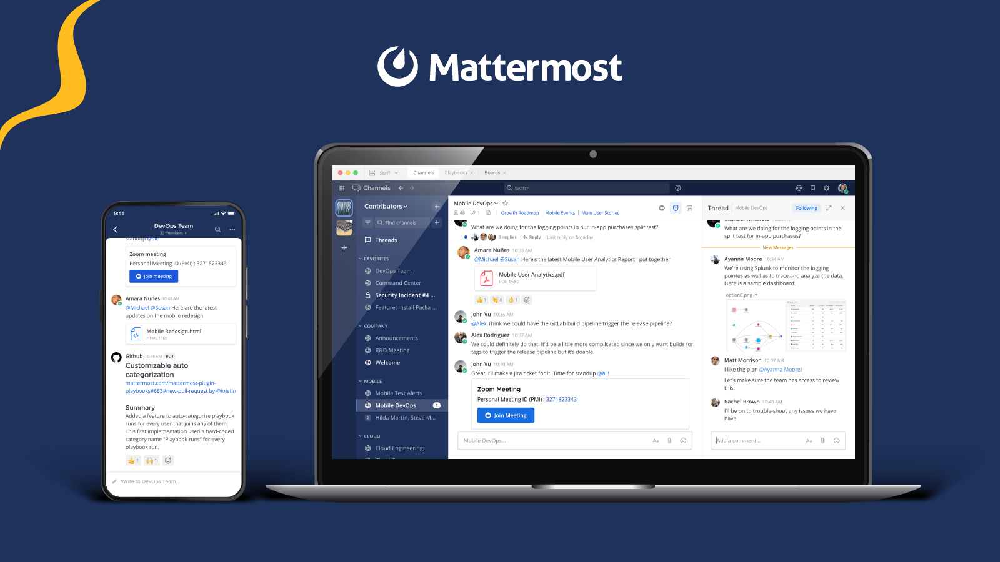 Mattermost
9:41
DevOps Team
32 members >
standup @all!
Zoom meeting
Personal Meeting ID (PMI) : 3271823343
Join meeting
Amara Nuñes 10:48 AM
@Michael @Susan Here are the latest
updates on the mobile redesign
Mobile Redesign.html
HTML 15KB
Github 10:48 AM BOT
Customizable auto
categorization
mattermost.com/mattermost-plugin-
playbooks#683#new-pull-request by @kristin
Summary
Added a feature to auto-categorize playbook
runs for every user that joins any of them.
This first implementation used a hard-coded
category name “Playbook runs” for every
playbook run.
1 1
Write to DevOps Team...
Staff Channels Playbooks Boards
Channels Search
Contributors
Find channels
Threads
FAVORITES
DevOps Team
Command Center
Security Incident #4 ...
Feature: Install Packa ...
COMPANY
Announcements
R&D Meeting
Welcome
MOBILE
Mobile Test Alerts
Mobile DevOps 1
2 Hilda Martin, Steve M...
CLOUD
Cloud Engineering
Mobile DevOps
48 1 Growth Roadmap | Mobile Events | Main User Stories
What are we doing for the logging points in our in-app purchases split test?
3 replies Reply Last reply on Monday
Amara Nuñes 10:33 AM
@Michael @Susan Here’s the latest Mobile User Analytics Report I put together
Mobile User Analytics.pdf
PDF 15KB
1 4 1
John Vu 10:35 AM
@Alex Think we could have the GitLab build pipeline trigger the release pipeline?
Alex Rodriguez 10:37 AM
We could definitely do that. It’d be a little more complicated since we only want builds for
tags to trigger the release pipeline but it’s doable.
John Vu 10:40 AM
Great, I’ll make a Jira ticket for it. Time for standup @all!
Zoom Meeting
Personal Meeting ID (PMI) : 3271823343
Join Meeting
Mobile DevOps... Aa
Thread Mobile DevOps Following
What are we doing for the logging points in the
split test for in-app purchases?
New Messages
Ayanna Moore 10:34 AM
We’re using Splunk to monitor the logging
pointes as well as to trace and analyze the data.
Here is a sample dashboard.
optionC.png
Matt Morrison 10:37 AM
I like the plan @Ayanna Moore!
Let’s make sure the team has access to review
this.
Rachel Brown 10:40 AM
I’ll be on to trouble-shoot any issues we have
have
Add a comment... Aa